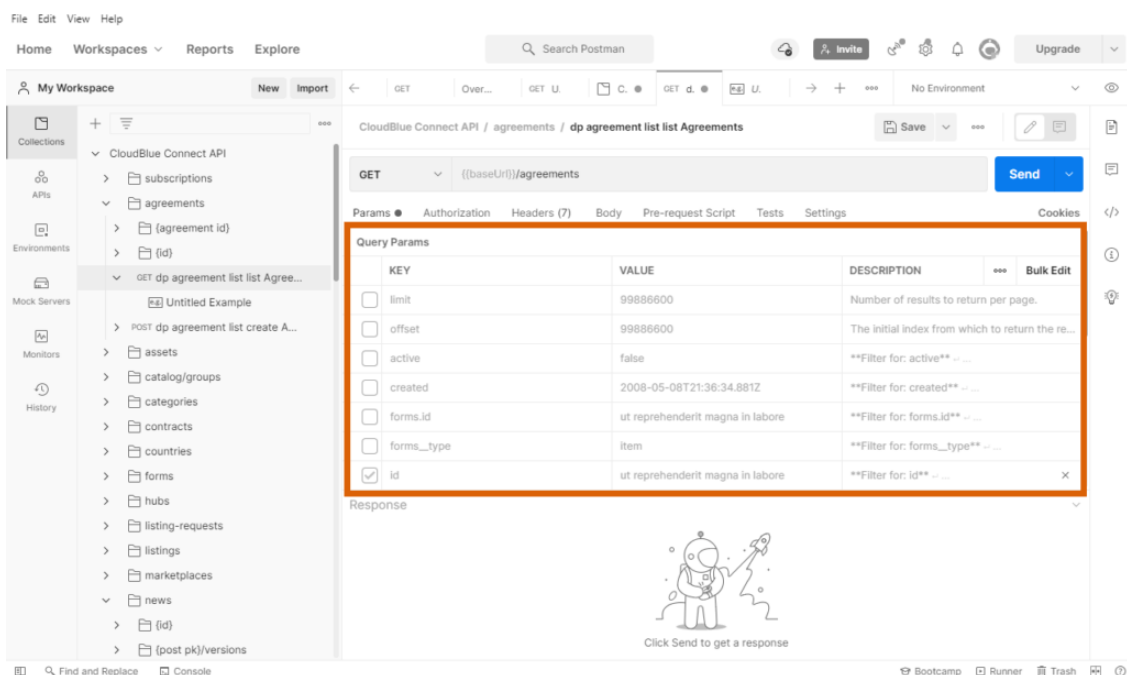 File Edit View Help
Home Workspaces Reports Explore Search Postman Invite Upgrade
My Workspace New Import GET Over... GET U. C. GET d. e.g. U. No Environment
Collections
CloudBlue Connect API / agreements / dp agreement list list Agreements Save
CloudBlue Connect API
GET {{baseUrl}}/agreements Send
APIs
subscriptions
agreements
Params Authorization Headers (7) Body Pre-request Script Tests Settings Cookies
{agreement id}
Environments
{id}
Query Params
KEY VALUE DESCRIPTION Bulk Edit
GET dp agreement list list Agree...
Mock Servers
e.g. Untitled Example
limit 99886600 Number of results to return per page.
POST dp agreement list create A...
offset 99886600 The initial index from which to return the re...
Monitors
assets
active false **Filter for: active** ↵ ...
catalog/groups
created 2008-05-08T21:36:34.881Z **Filter for: created** ↵ ...
History
categories
forms.id ut reprehenderit magna in labore **Filter for: forms.id** ↵ ...
contracts
forms__type item **Filter for: forms__type** ↵ ...
countries
forms
id ut reprehenderit magna in labore **Filter for: id** ↵ ...
hubs
Response
listing-requests
listings
marketplaces
news
{id}
Click Send to get a response
{post pk}/versions
Find and Replace Console Bootcamp Runner Trash